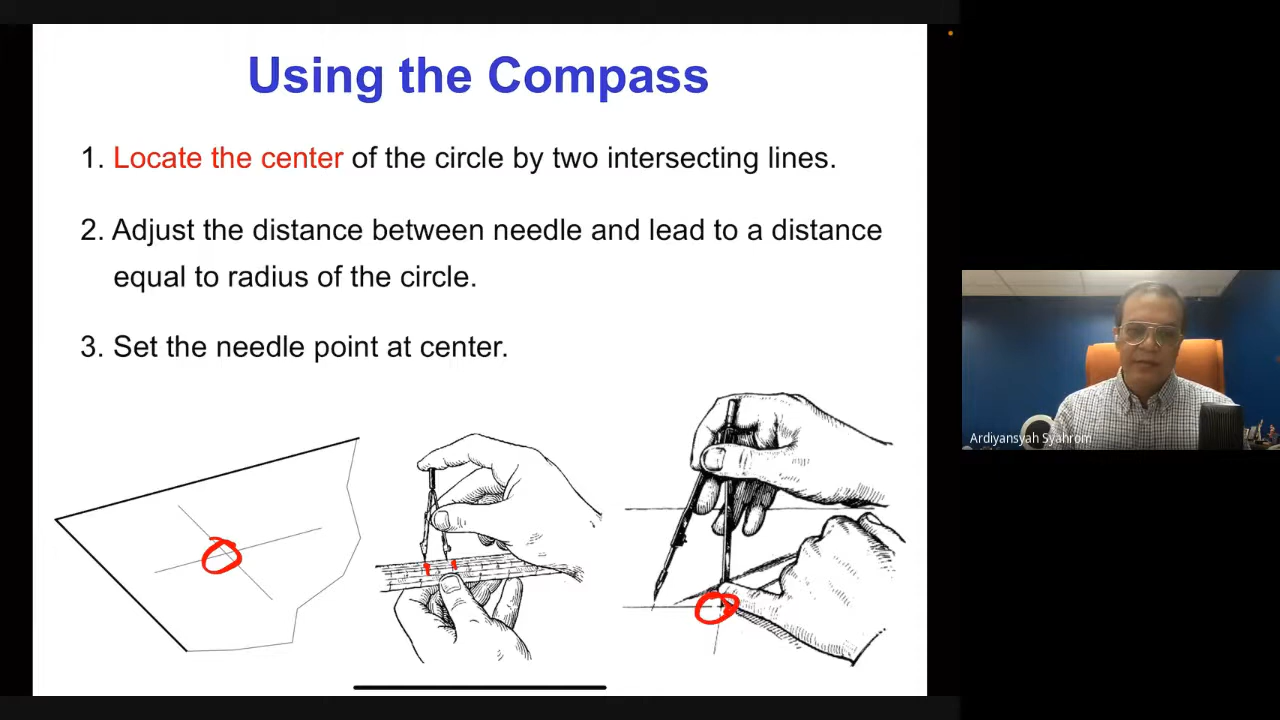 Using the Compass
1. Locate the center of the circle by two intersecting lines.
2. Adjust the distance between needle and lead to a distance
equal to radius of the circle.
3. Set the needle point at center.
Ardiyansyah Syahrom